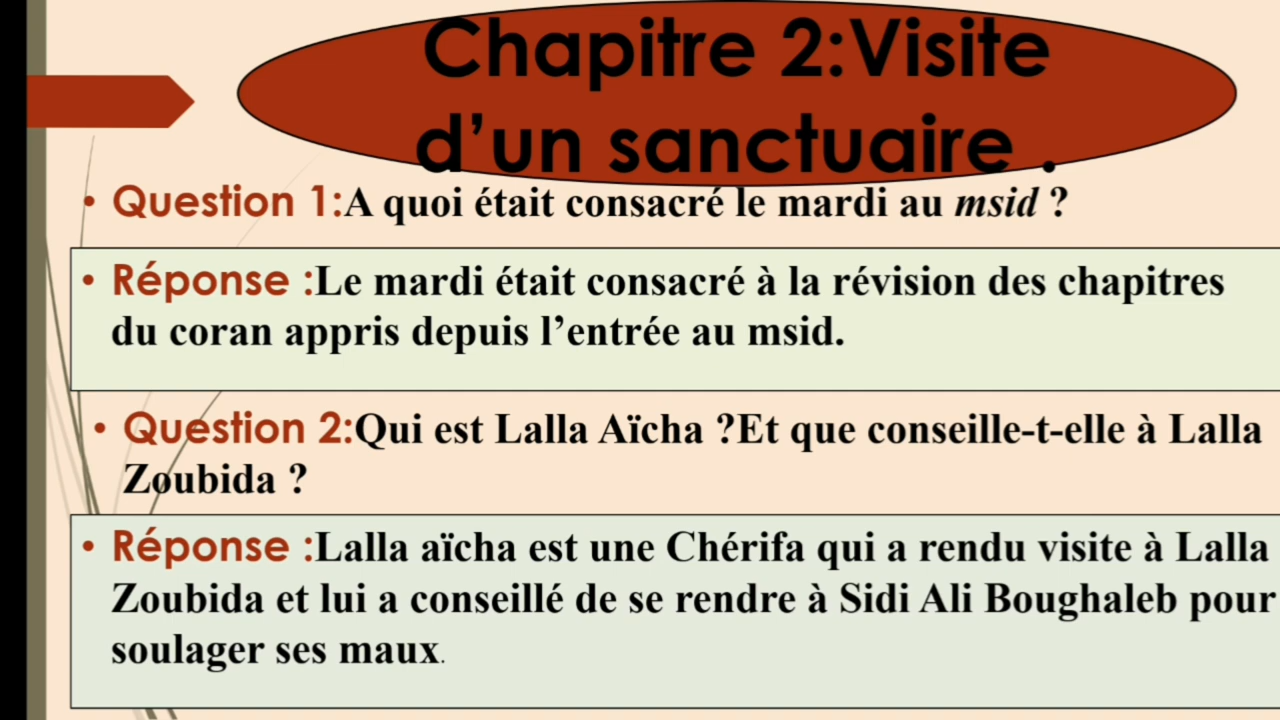 Chapitre 2:Visite
d’un sanctuaire .
• Question 1:A quoi était consacré le mardi au msid ?
• Réponse :Le mardi était consacré à la révision des chapitres
du coran appris depuis l’entrée au msid.
• Question 2:Qui est Lalla Aïcha ?Et que conseille-t-elle à Lalla
Zoubida ?
• Réponse :Lalla aïcha est une Chérifa qui a rendu visite à Lalla
Zoubida et lui a conseillé de se rendre à Sidi Ali Boughaleb pour
soulager ses maux.